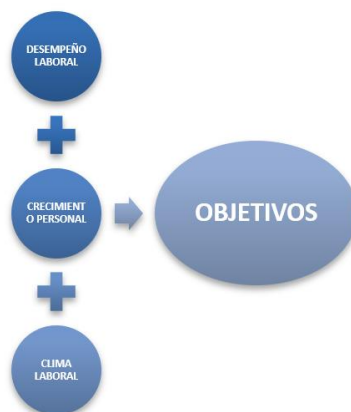 DESEMPEÑO
LABORAL
CRECIMIENT
O PERSONAL
OBJETIVOS
CLIMA
LABORAL